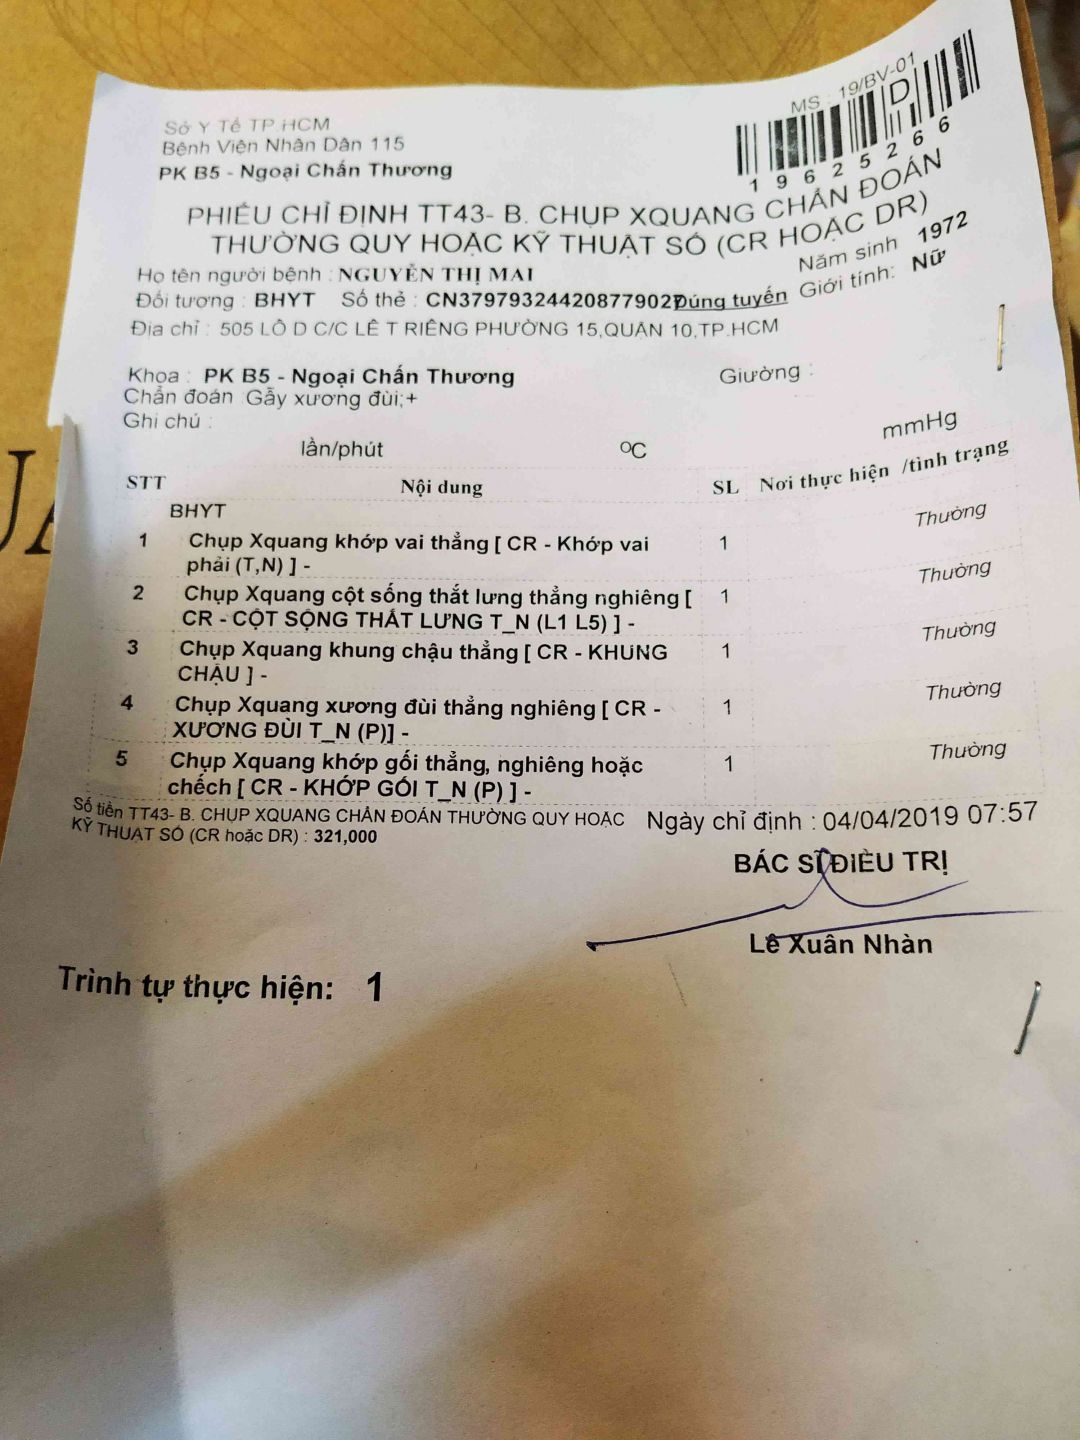 MS : 19/BV-01
D
19625266
Sở Y Tế TP.HCM
Bệnh Viện Nhân Dân 115
PK B5 - Ngoại Chấn Thương
PHIẾU CHỈ ĐỊNH TT43- B. CHỤP XQUANG CHẨN ĐOÁN
THƯỜNG QUY HOẶC KỸ THUẬT SỐ (CR HOẶC DR)
Họ tên người bệnh : NGUYỄN THỊ MAI Năm sinh 1972
Đối tượng : BHYT Số thẻ : CN3797932442087790 Đúng tuyến Giới tính: Nữ
Địa chỉ : 505 LÔ D C/C LÊ T RIÊNG PHƯỜNG 15,QUẬN 10,TP.HCM
Khoa : PK B5 - Ngoại Chấn Thương Giường :
Chẩn đoán Gẫy xương đùi;+
Ghi chú :
lần/phút ºC mmHg
STT Nội dung SL Nơi thực hiện /tình trạng
BHYT
1 Chụp Xquang khớp vai thẳng [ CR - Khớp vai 1 Thường
phải (T,N) ] -
2 Chụp Xquang cột sống thắt lưng thẳng nghiêng [ 1 Thường
CR - CỘT SỐNG THẮT LƯNG T_N (L1 L5) ] -
3 Chụp Xquang khung chậu thẳng [ CR - KHUNG 1 Thường
CHẬU ] -
4 Chụp Xquang xương đùi thẳng nghiêng [ CR - 1 Thường
XƯƠNG ĐÙI T_N (P)] -
5 Chụp Xquang khớp gối thẳng, nghiêng hoặc 1 Thường
chếch [ CR - KHỚP GỐI T_N (P) ] -
Số tiền TT43- B. CHỤP XQUANG CHẨN ĐOÁN THƯỜNG QUY HOẶC
KỸ THUẬT SỐ (CR hoặc DR) : 321,000
Ngày chỉ định : 04/04/2019 07:57
BÁC SĨ ĐIỀU TRỊ
Lê Xuân Nhàn
Trình tự thực hiện: 1